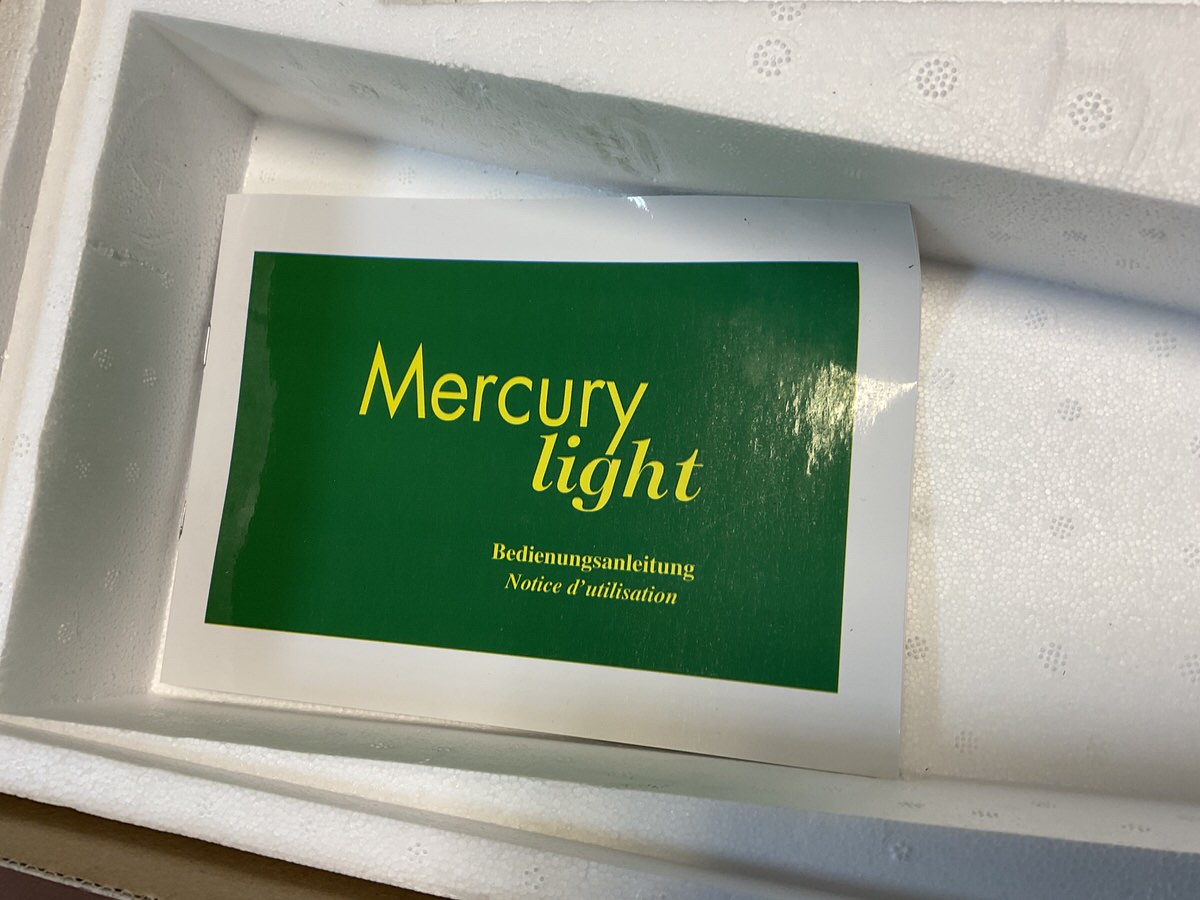 Mercury
light
Bedienungsanleitung
Notice d’utilisation